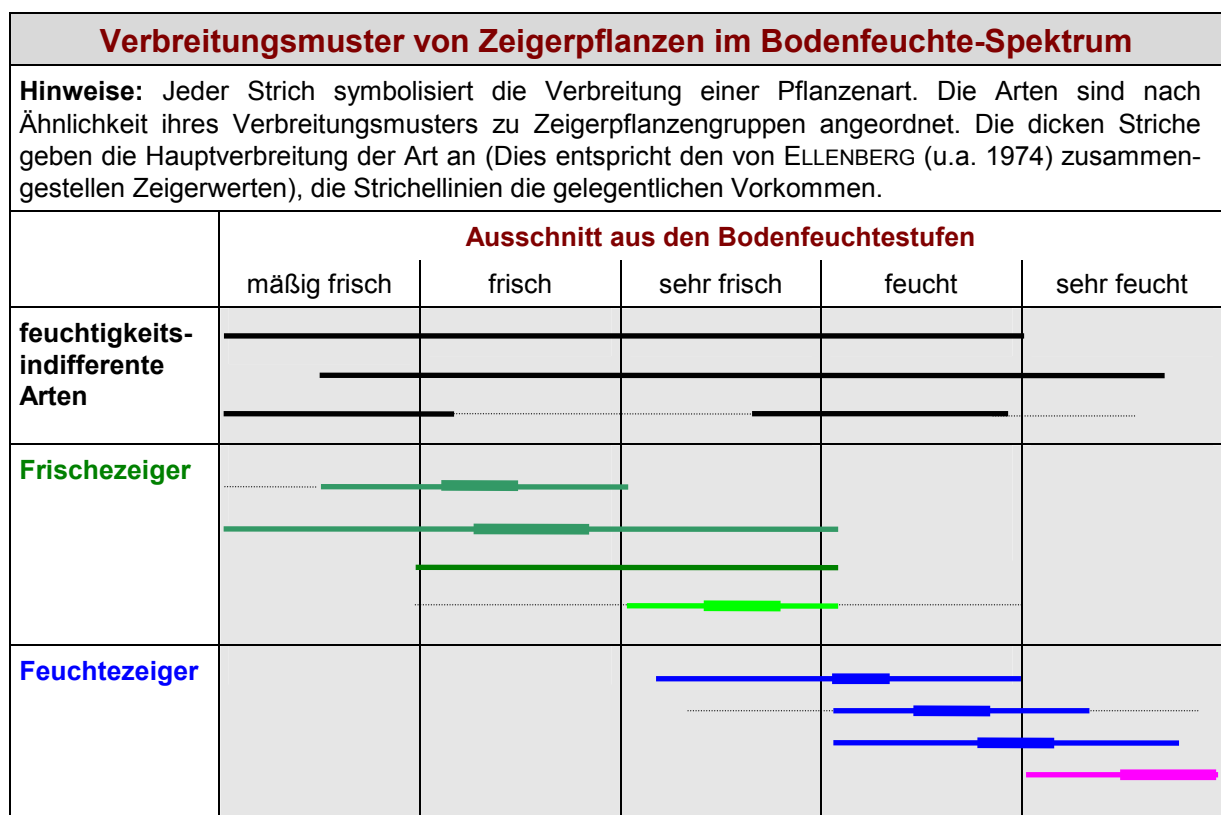 Verbreitungsmuster von Zeigerpflanzen im Bodenfeuchte-Spektrum
Hinweise: Jeder Strich symbolisiert die Verbreitung einer Pflanzenart. Die Arten sind nach
Ähnlichkeit ihres Verbreitungsmusters zu Zeigerpflanzengruppen angeordnet. Die dicken Striche
geben die Hauptverbreitung der Art an (Dies entspricht den von ELLENBERG (u.a. 1974) zusammen-
gestellen Zeigerwerten), die Strichellinien die gelegentlichen Vorkommen.
Ausschnitt aus den Bodenfeuchtestufen
mäßig frisch frisch sehr frisch feucht sehr feucht
feuchtigkeits-
indifferente
Arten
Frischezeiger
Feuchtezeiger